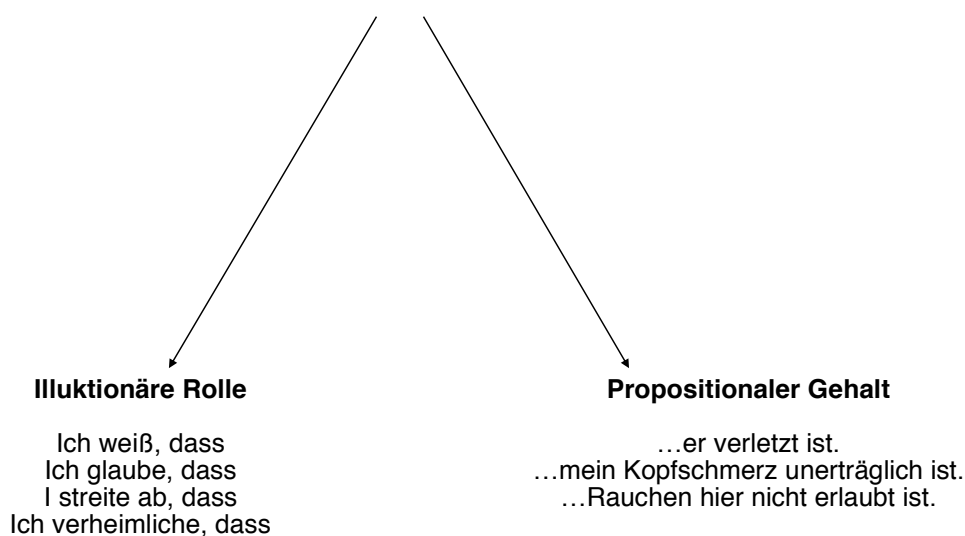 Illuktionäre Rolle
Propositionaler Gehalt
Ich weiß, dass
Ich glaube, dass
I streite ab, dass
Ich verheimliche, dass
…er verletzt ist.
…mein Kopfschmerz unerträglich ist.
…Rauchen hier nicht erlaubt ist.